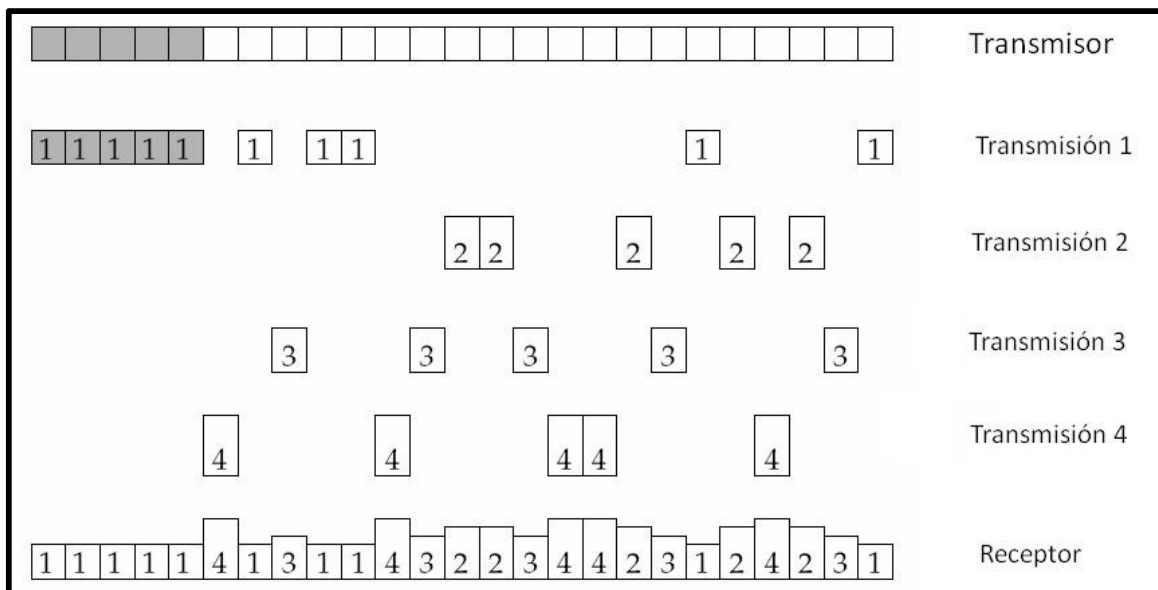 Transmisor
1 1 1 1 1 1 1 1 1 1 Transmisión 1
2 2 2 2 2 Transmisión 2
3 3 3 3 3 Transmisión 3
4 4 4 4 4 Transmisión 4
1 1 1 1 1 4 1 3 1 1 4 3 2 2 3 4 4 2 3 1 2 4 2 3 1 Receptor